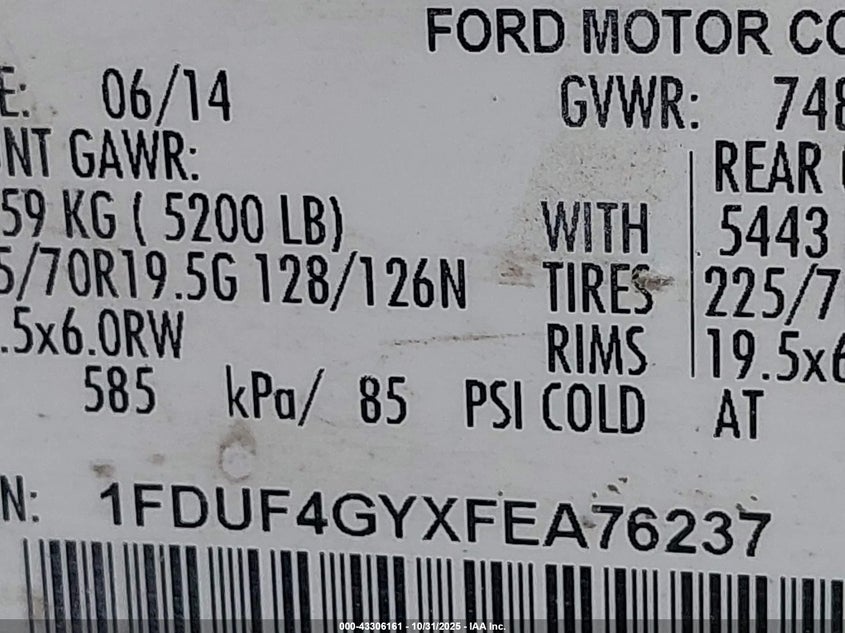 FORD MOTOR CO
E: 06/14 GVWR: 748
NT GAWR: REAR
59 KG ( 5200 LB) WITH 5443
5/70R19.5G 128/126N TIRES 225/7
.5x6.0RW RIMS 19.5x6
585 kPa/ 85 PSI COLD AT
N: 1FDUF4GYXFEA76237
000-43306161 - 10/31/2025 - IAA Inc.